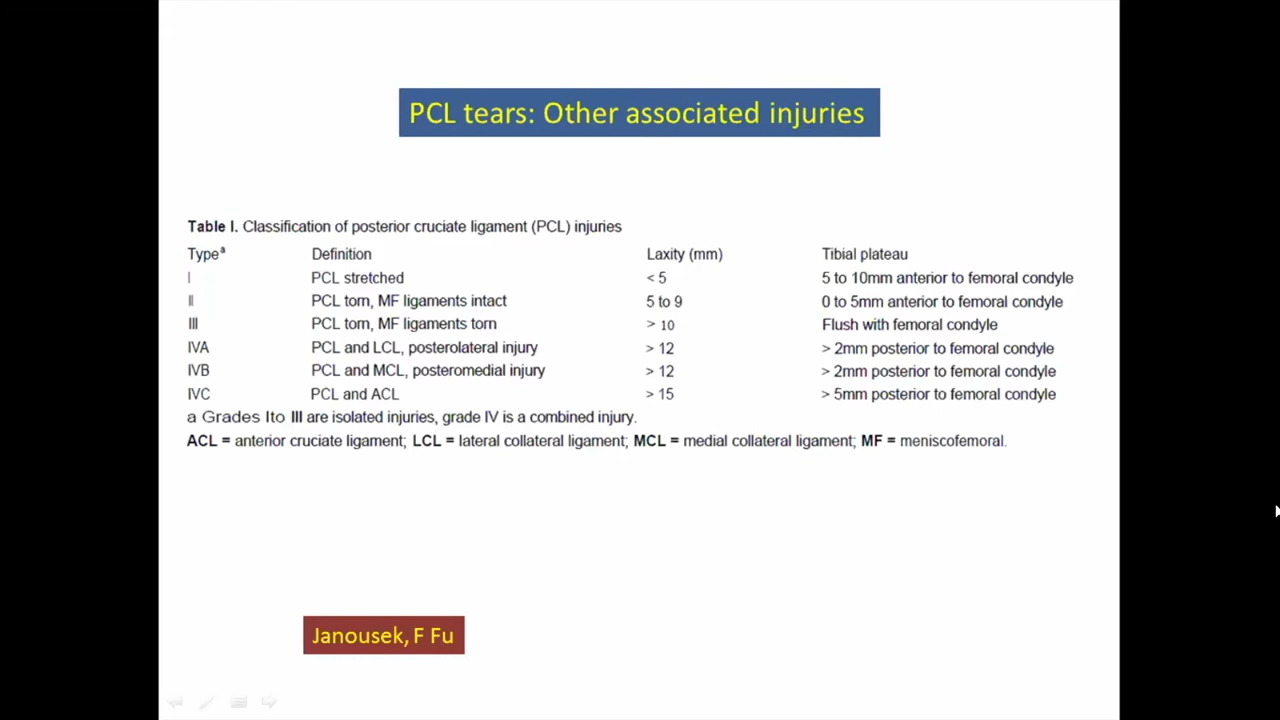 PCL tears: Other associated injuries
Table I. Classification of posterior cruciate ligament (PCL) injuries
Typeª Definition Laxity (mm) Tibial plateau
I PCL stretched < 5 5 to 10mm anterior to femoral condyle
II PCL torn, MF ligaments intact 5 to 9 0 to 5mm anterior to femoral condyle
III PCL torn, MF ligaments torn > 10 Flush with femoral condyle
IVA PCL and LCL, posterolateral injury > 12 > 2mm posterior to femoral condyle
IVB PCL and MCL, posteromedial injury > 12 > 2mm posterior to femoral condyle
IVC PCL and ACL > 15 > 5mm posterior to femoral condyle
a Grades Ito III are isolated injuries, grade IV is a combined injury.
ACL = anterior cruciate ligament; LCL = lateral collateral ligament; MCL = medial collateral ligament; MF = meniscofemoral.
Janousek, F Fu